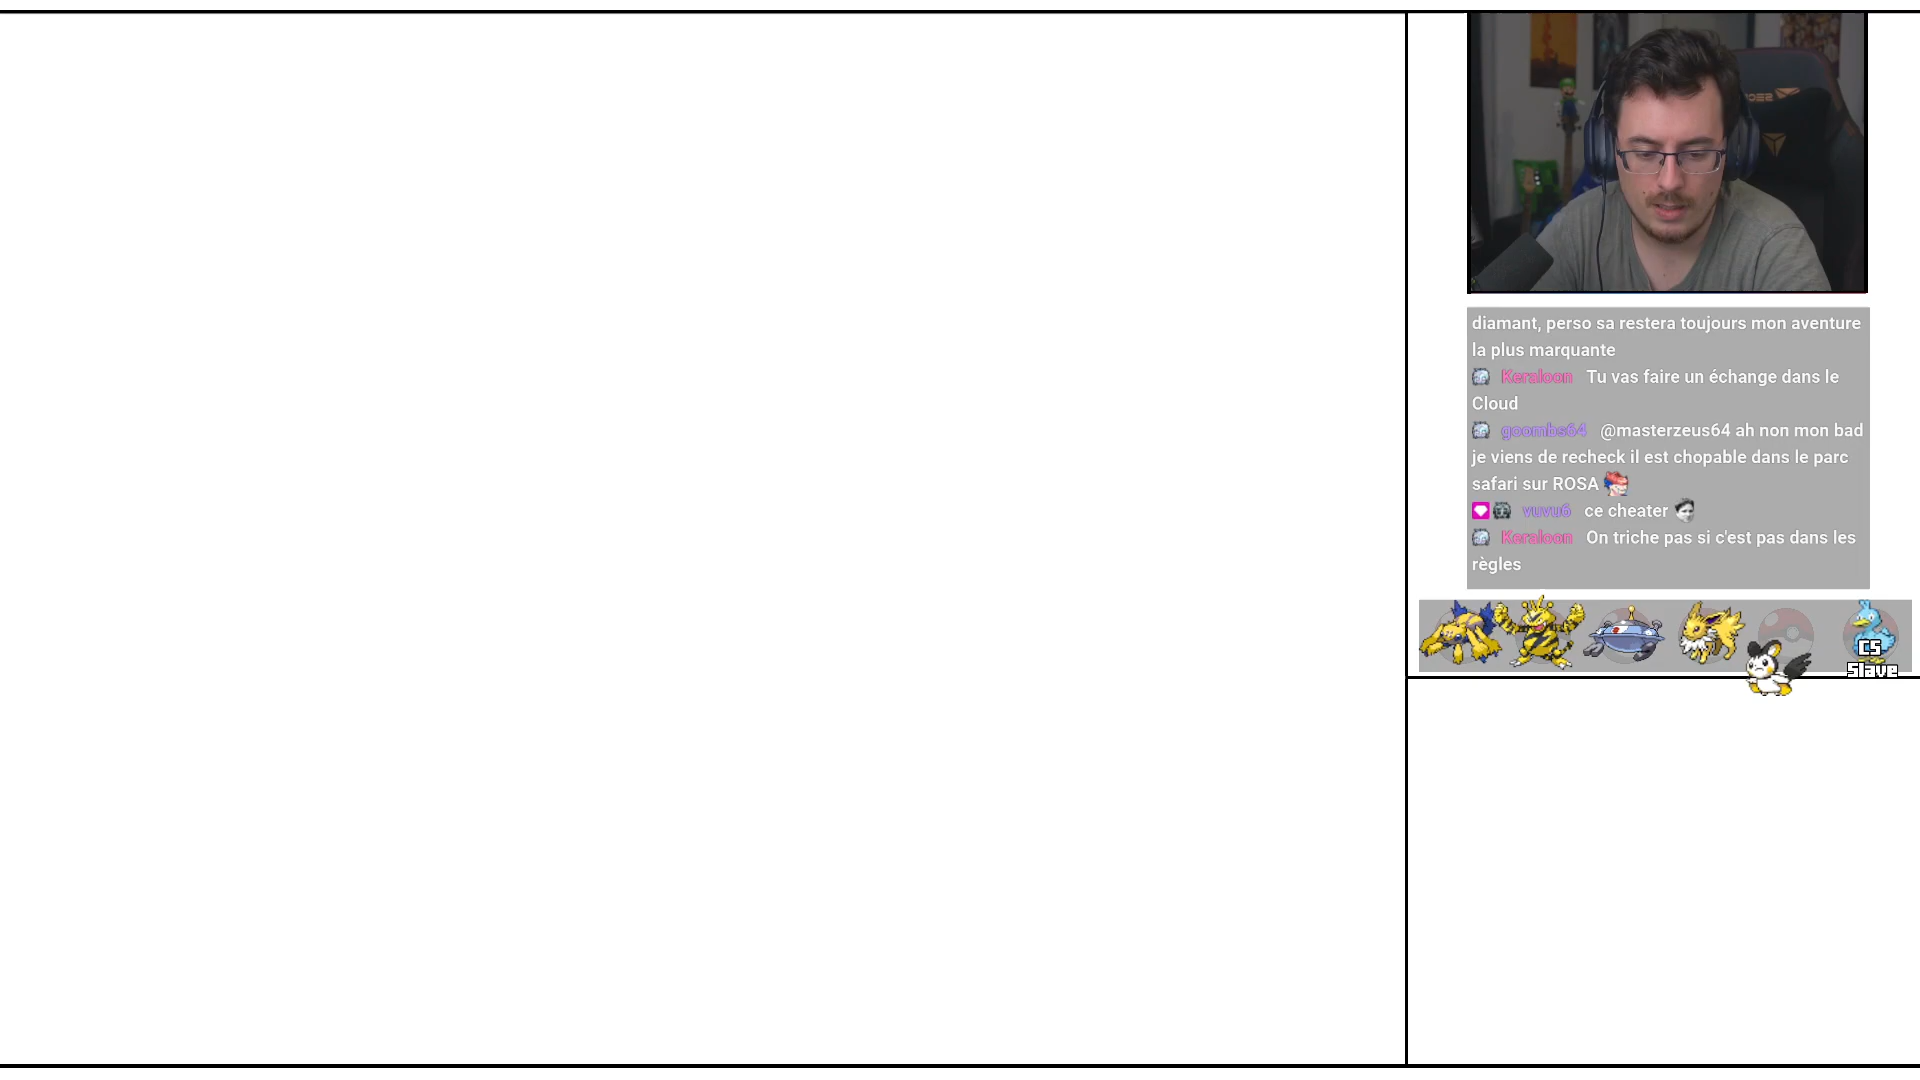 diamant, perso sa restera toujours mon aventure
la plus marquante
Keraloon Tu vas faire un échange dans le
Cloud
goombs64 @masterzeus64 ah non mon bad
je viens de recheck il est chopable dans le parc
safari sur ROSA
vuvu6 ce cheater
Keraloon On triche pas si c'est pas dans les
règles
CS
Slave